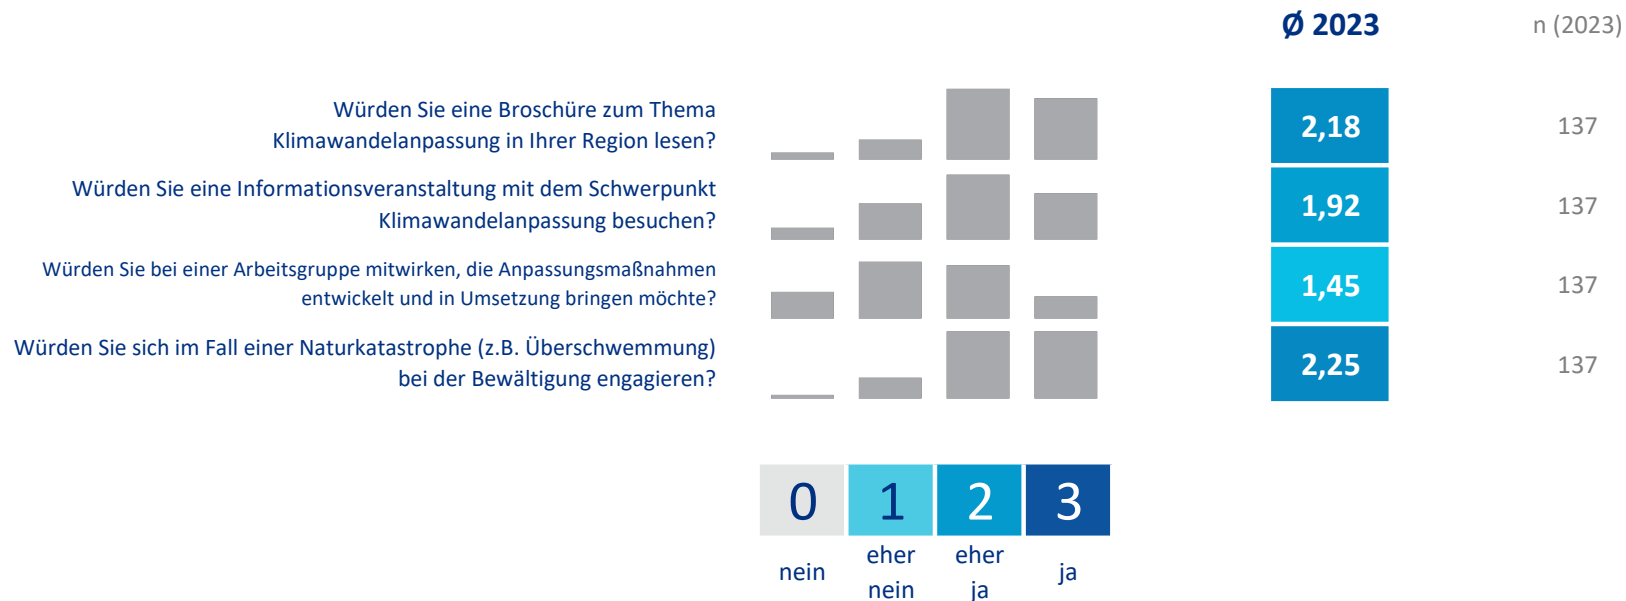 Ø 2023 n (2023)
Würden Sie eine Broschüre zum Thema
Klimawandelanpassung in Ihrer Region lesen?
2,18 137
Würden Sie eine Informationsveranstaltung mit dem Schwerpunkt
Klimawandelanpassung besuchen?
1,92 137
Würden Sie bei einer Arbeitsgruppe mitwirken, die Anpassungsmaßnahmen
entwickelt und in Umsetzung bringen möchte?
1,45 137
Würden Sie sich im Fall einer Naturkatastrophe (z.B. Überschwemmung)
bei der Bewältigung engagieren?
2,25 137
0 1 2 3
nein eher nein eher ja ja